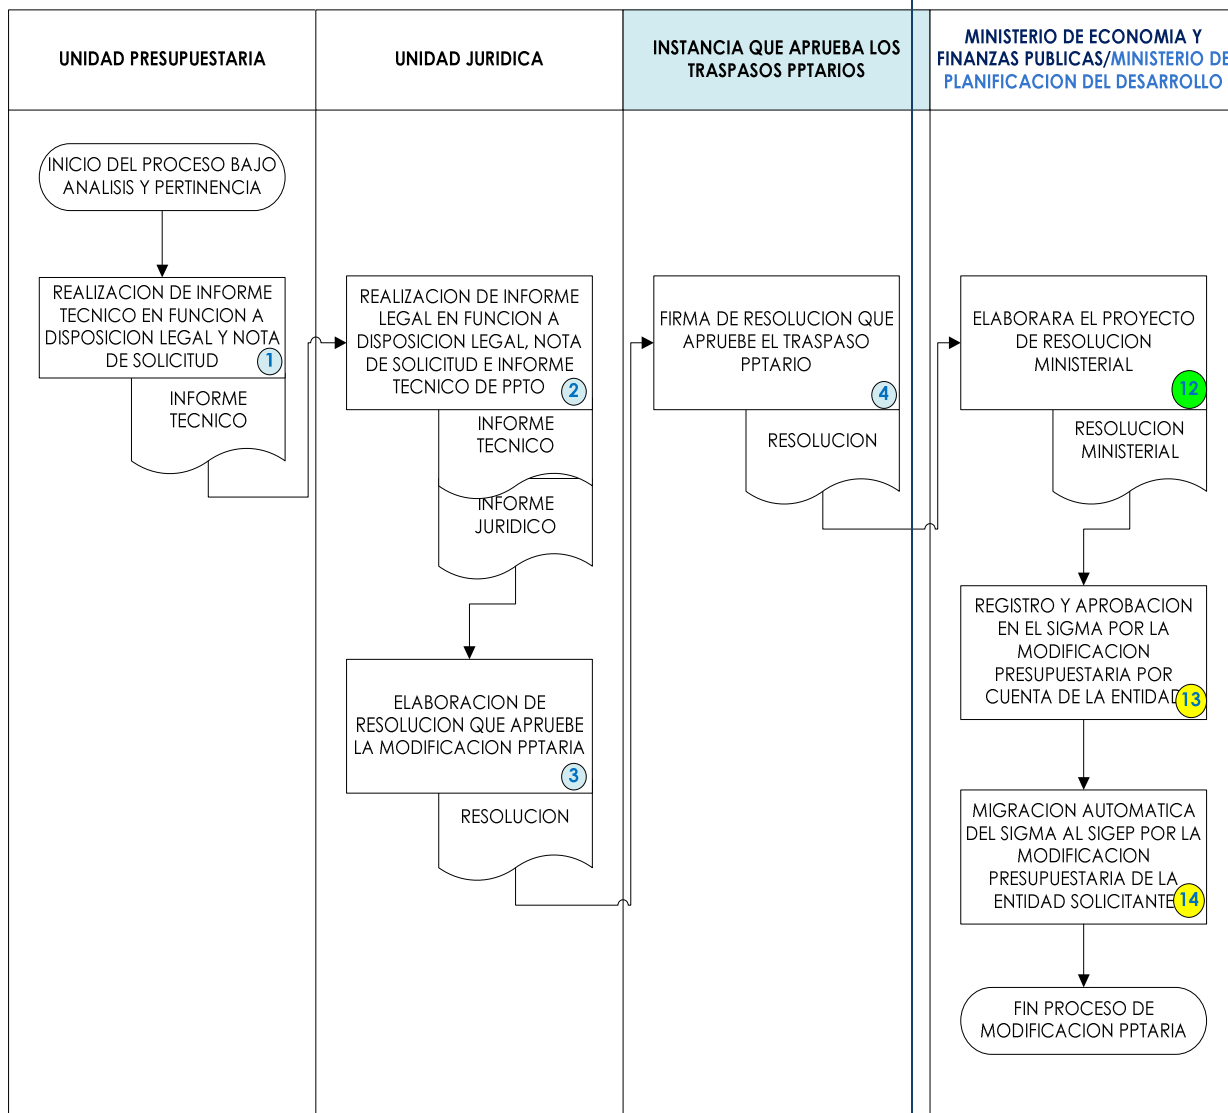 UNIDAD PRESUPUESTARIA
UNIDAD JURIDICA
INSTANCIA QUE APRUEBA LOS
TRASPASOS PPTARIOS
MINISTERIO DE ECONOMIA Y
FINANZAS PUBLICAS/MINISTERIO DE
PLANIFICACION DEL DESARROLLO
INICIO DEL PROCESO BAJO
ANALISIS Y PERTINENCIA
REALIZACION DE INFORME
TECNICO EN FUNCION A
DISPOSICION LEGAL Y NOTA
DE SOLICITUD
1
INFORME
TECNICO
REALIZACION DE INFORME
LEGAL EN FUNCION A
DISPOSICION LEGAL, NOTA
DE SOLICITUD E INFORME
TECNICO DE PPTO
2
INFORME
TECNICO
INFORME
JURIDICO
ELABORACION DE
RESOLUCION QUE APRUEBE
LA MODIFICACION PPTARIA
3
RESOLUCION
FIRMA DE RESOLUCION QUE
APRUEBE EL TRASPASO
PPTARIO
4
RESOLUCION
ELABORARA EL PROYECTO
DE RESOLUCION
MINISTERIAL
12
RESOLUCION
MINISTERIAL
REGISTRO Y APROBACION
EN EL SIGMA POR LA
MODIFICACION
PRESUPUESTARIA POR
CUENTA DE LA ENTIDAD
13
MIGRACION AUTOMATICA
DEL SIGMA AL SIGEP POR LA
MODIFICACION
PRESUPUESTARIA DE LA
ENTIDAD SOLICITANTE
14
FIN PROCESO DE
MODIFICACION PPTARIA